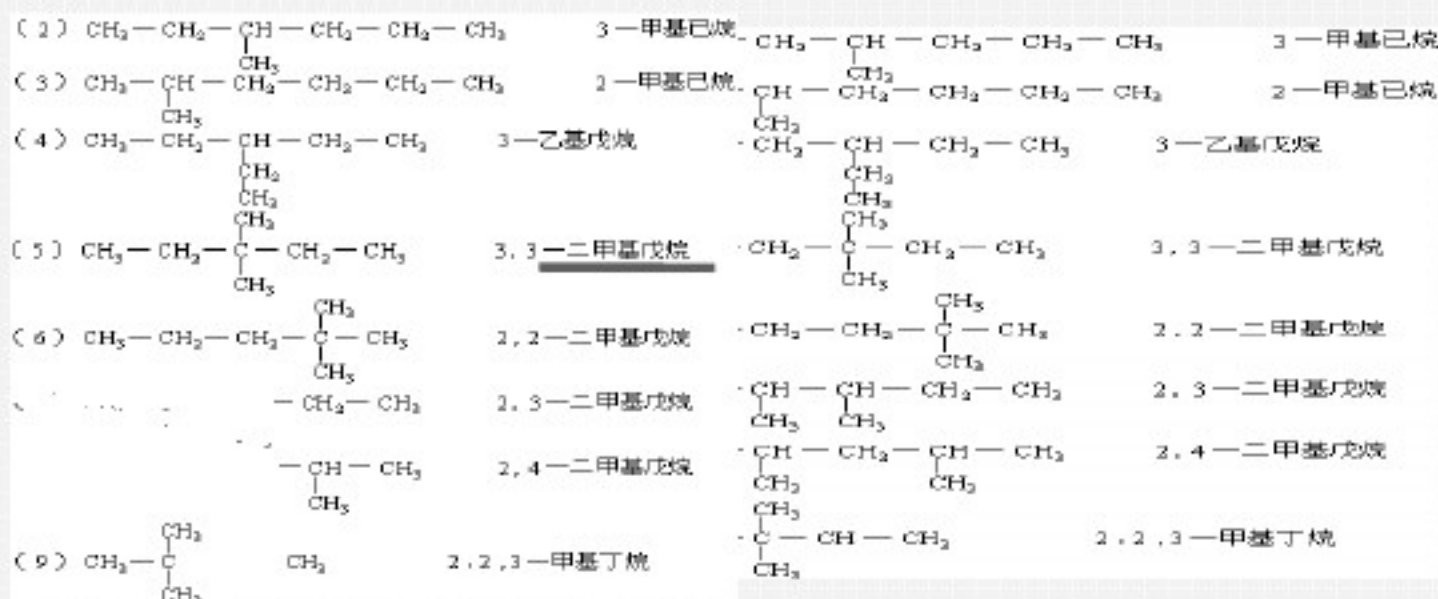 (2) CH₃—CH₂—CH—CH₂—CH₂—CH₃ 3—甲基已烷
CH₃
(3) CH₃—CH—CH₂—CH₂—CH₂—CH₃ 2—甲基已烷
CH₃
(4) CH₃—CH₂—CH—CH₂—CH₃ 3—乙基戊烷
CH₂
CH₃
CH₃
(5) CH₃—CH₂—C—CH₂—CH₃ 3,3—二甲基戊烷
CH₃
CH₃
(6) CH₃—CH₂—CH₂—C—CH₃ 2,2—二甲基戊烷
CH₃
—CH₂—CH₃ 2,3—二甲基戊烷
—CH—CH₃ 2,4—二甲基戊烷
CH₃
CH₃
(9) CH₃—C CH₃ 2.2,3—甲基丁烷
CH₃
CH₂—CH—CH₂—CH₂—CH₃ 3—甲基已烷
CH₃
CH—CH₂—CH₂—CH₂—CH₃ 2—甲基已烷
CH₃
CH₂—CH—CH₂—CH₃ 3—乙基戊烷
CH₂
CH₃
CH₃
CH₂—C—CH₂—CH₃ 3,3—二甲基戊烷
CH₃
CH₃
CH₂—CH₂—C—CH₃ 2.2—二甲基戊烷
CH₃
CH—CH—CH₂—CH₃ 2.3—二甲基戊烷
CH₃ CH₃
CH—CH₂—CH—CH₃ 2.4—二甲基戊烷
CH₃ CH₃
CH₃
C—CH—CH₃ 2.2,3—甲基丁烷
CH₃